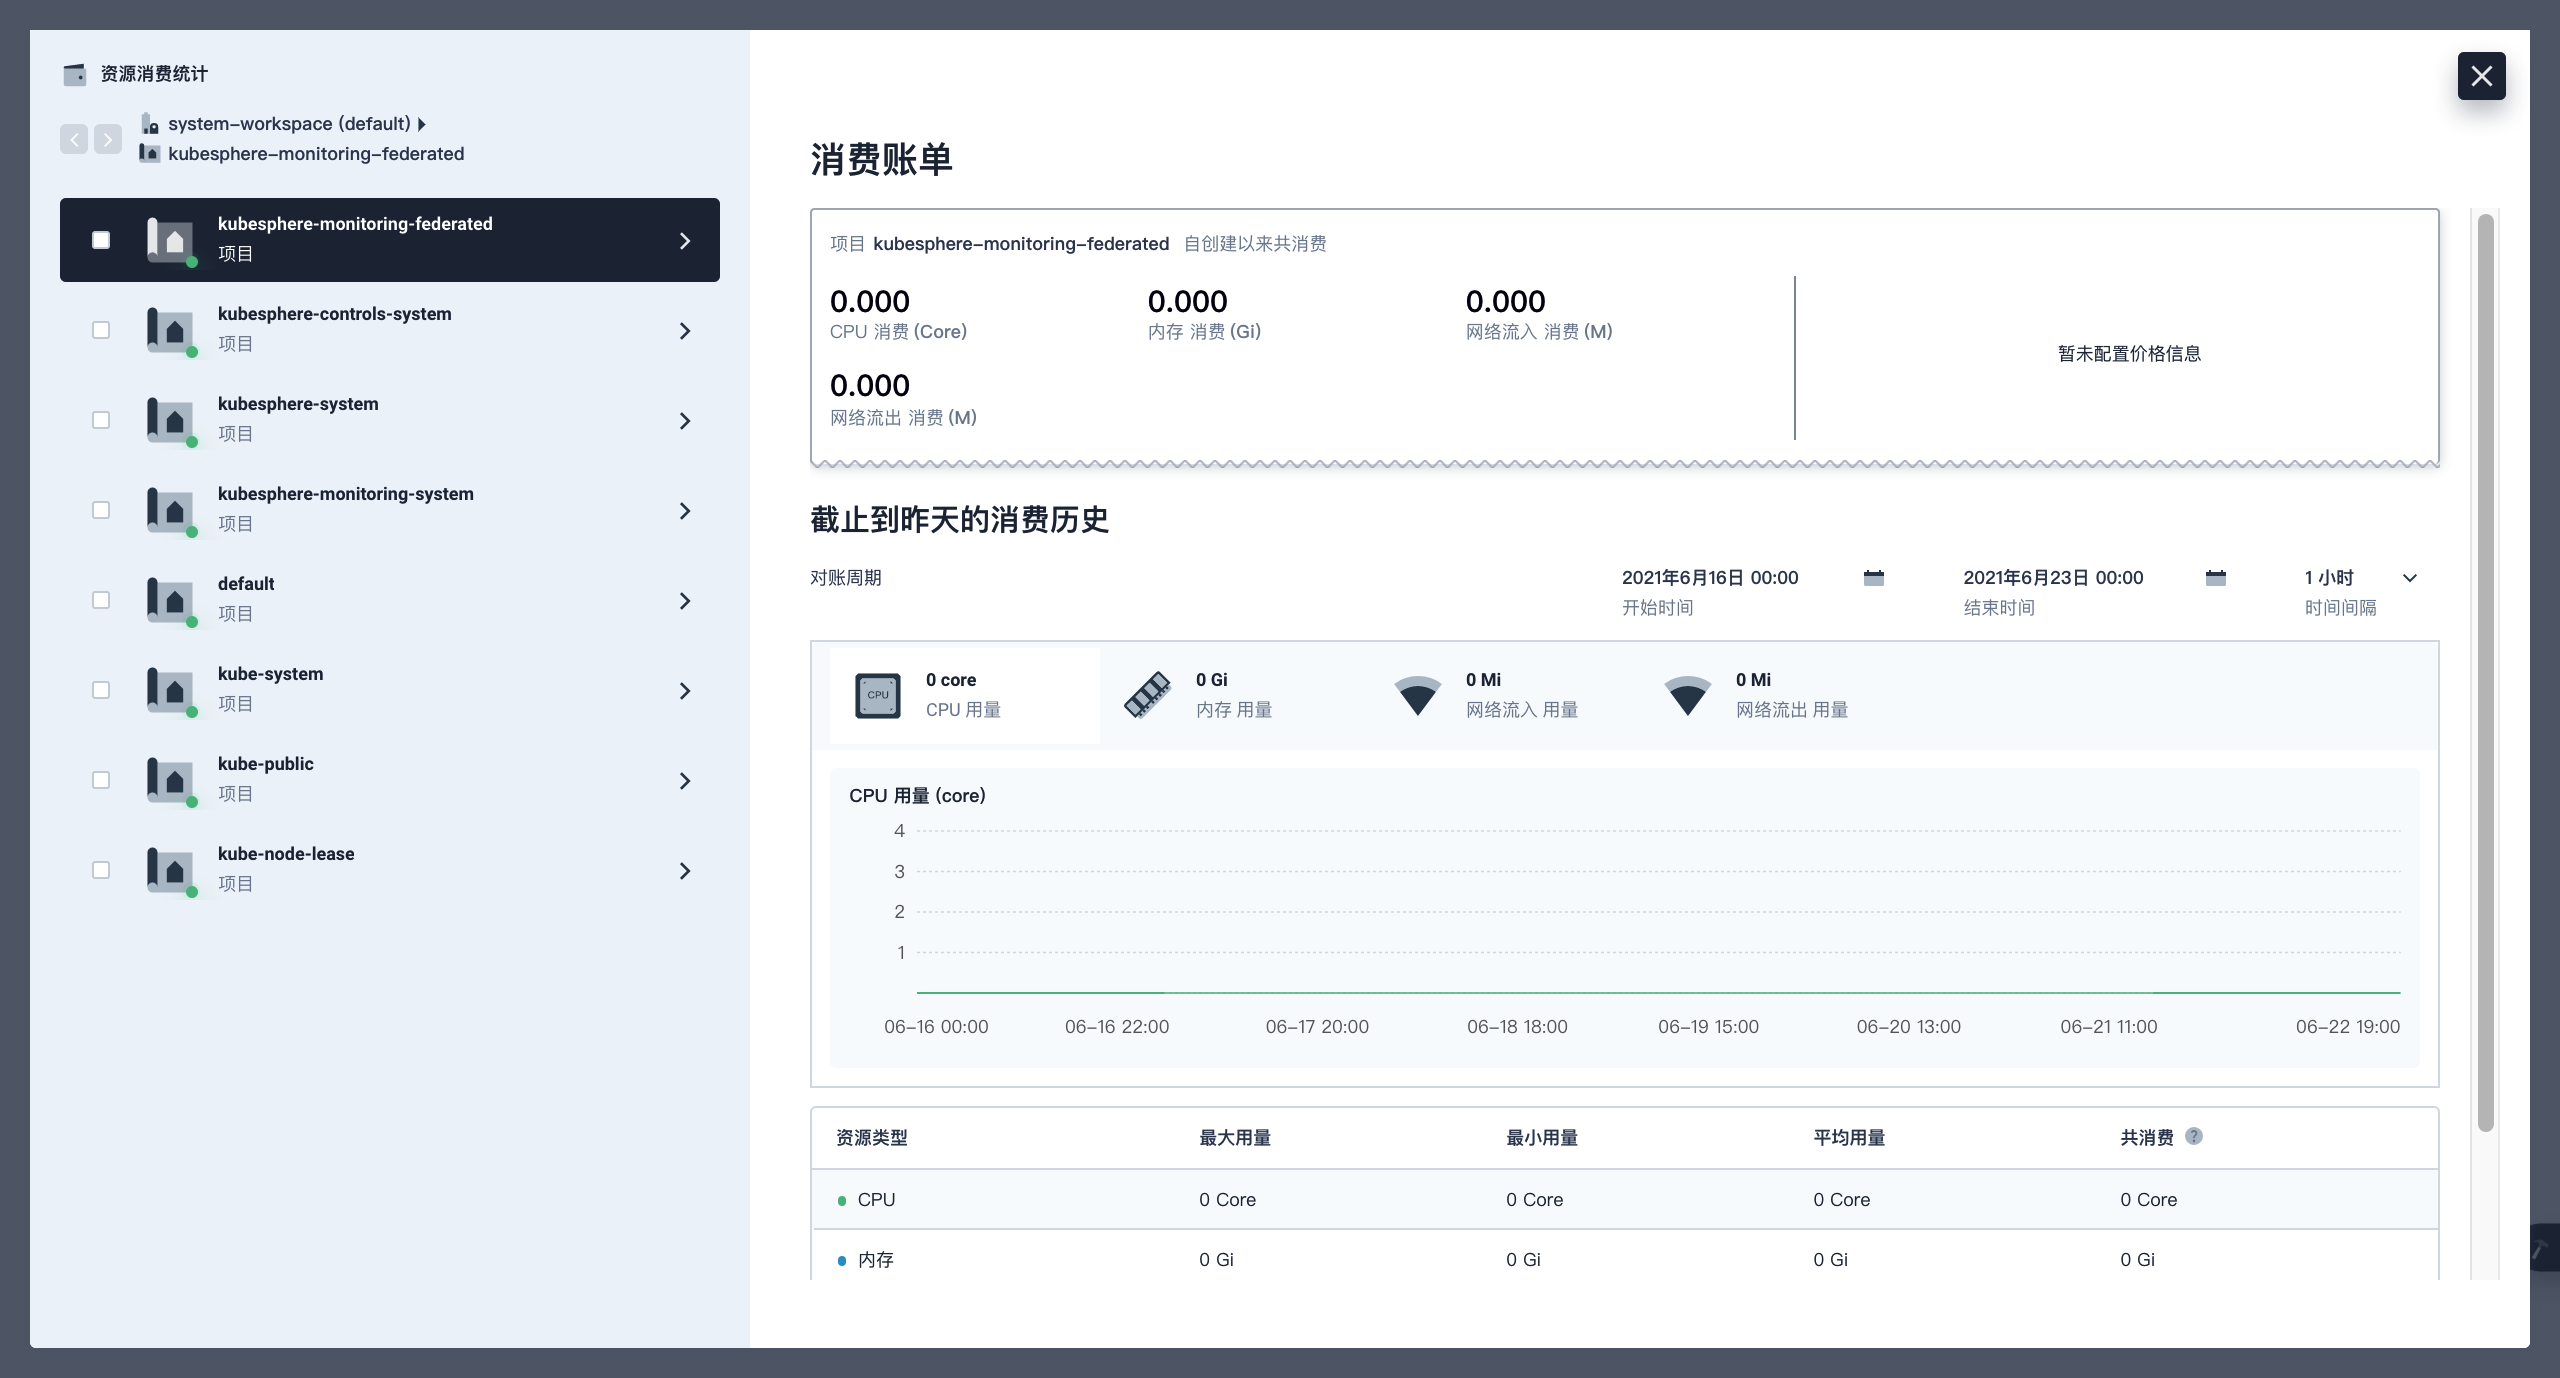 资源消费统计
system-workspace (default)
kubesphere-monitoring-federated
kubesphere-monitoring-federated
项目
kubesphere-controls-system
项目
kubesphere-system
项目
kubesphere-monitoring-system
项目
default
项目
kube-system
项目
kube-public
项目
kube-node-lease
项目
消费账单
项目 kubesphere-monitoring-federated 自创建以来共消费
0.000 0.000 0.000
CPU 消费 (Core) 内存 消费 (Gi) 网络流入 消费 (M)
0.000
网络流出 消费 (M)
暂未配置价格信息
截止到昨天的消费历史
对账周期
2021年6月16日 00:00
开始时间
2021年6月23日 00:00
结束时间
1 小时
时间间隔
CPU
0 core
CPU 用量
0 Gi
内存 用量
0 Mi
网络流入 用量
0 Mi
网络流出 用量
CPU 用量 (core)
4
3
2
1
06-16 00:00 06-16 22:00 06-17 20:00 06-18 18:00 06-19 15:00 06-20 13:00 06-21 11:00 06-22 19:00
资源类型 最大用量 最小用量 平均用量 共消费 ?
CPU 0 Core 0 Core 0 Core 0 Core
内存 0 Gi 0 Gi 0 Gi 0 Gi